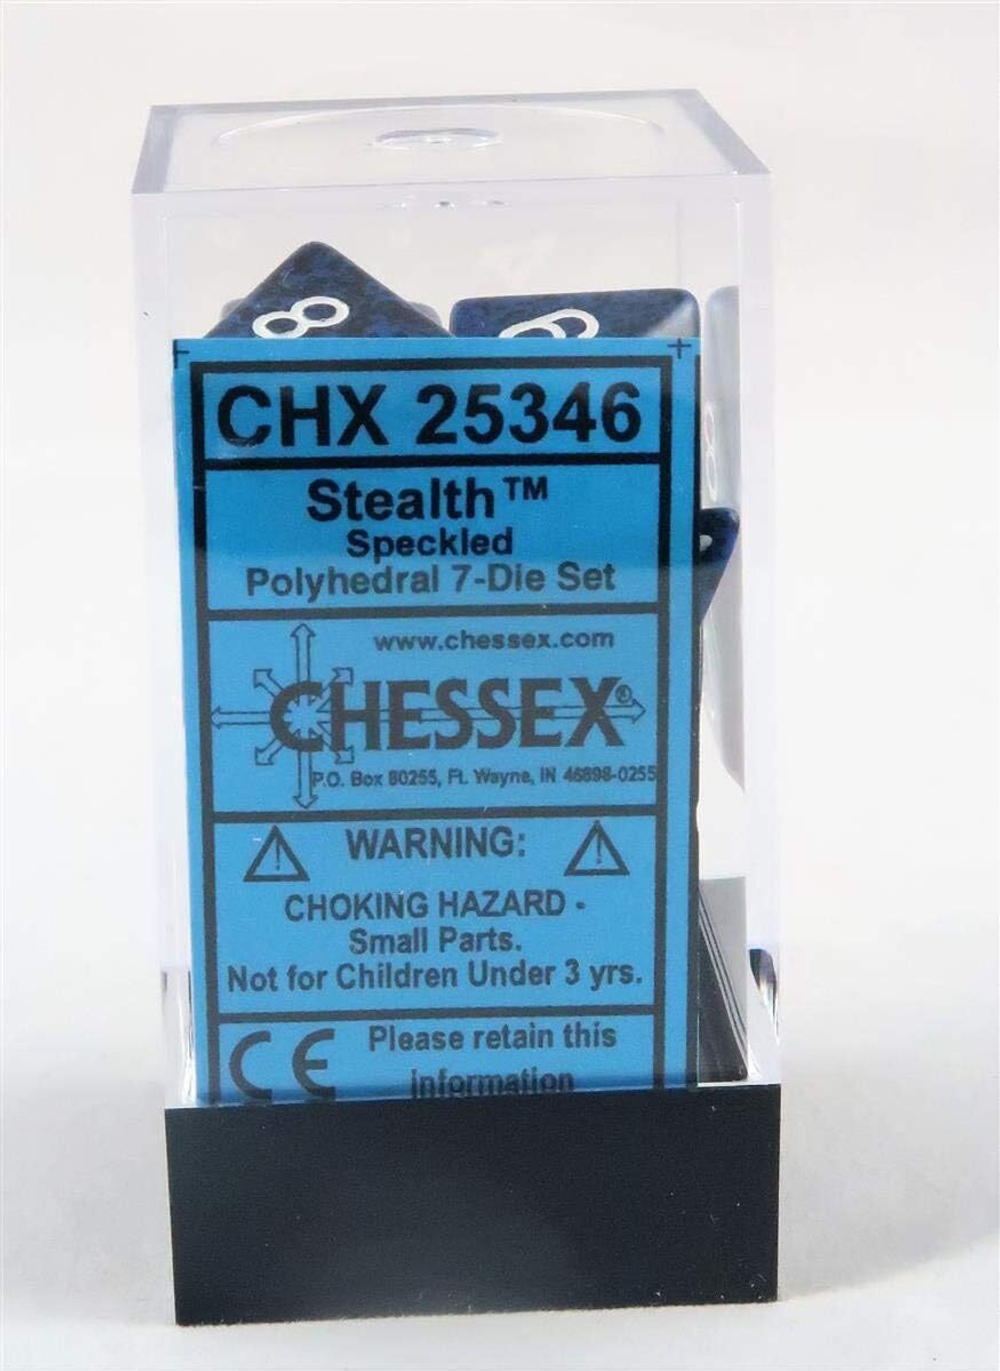 8
CHX 25346
Stealth™
Speckled
Polyhedral 7-Die Set
www.chessex.com
CHESSEX®
P.O. Box 80255, Ft. Wayne, IN 46898-0255
WARNING:
CHOKING HAZARD -
Small Parts.
Not for Children Under 3 yrs.
CE Please retain this
information